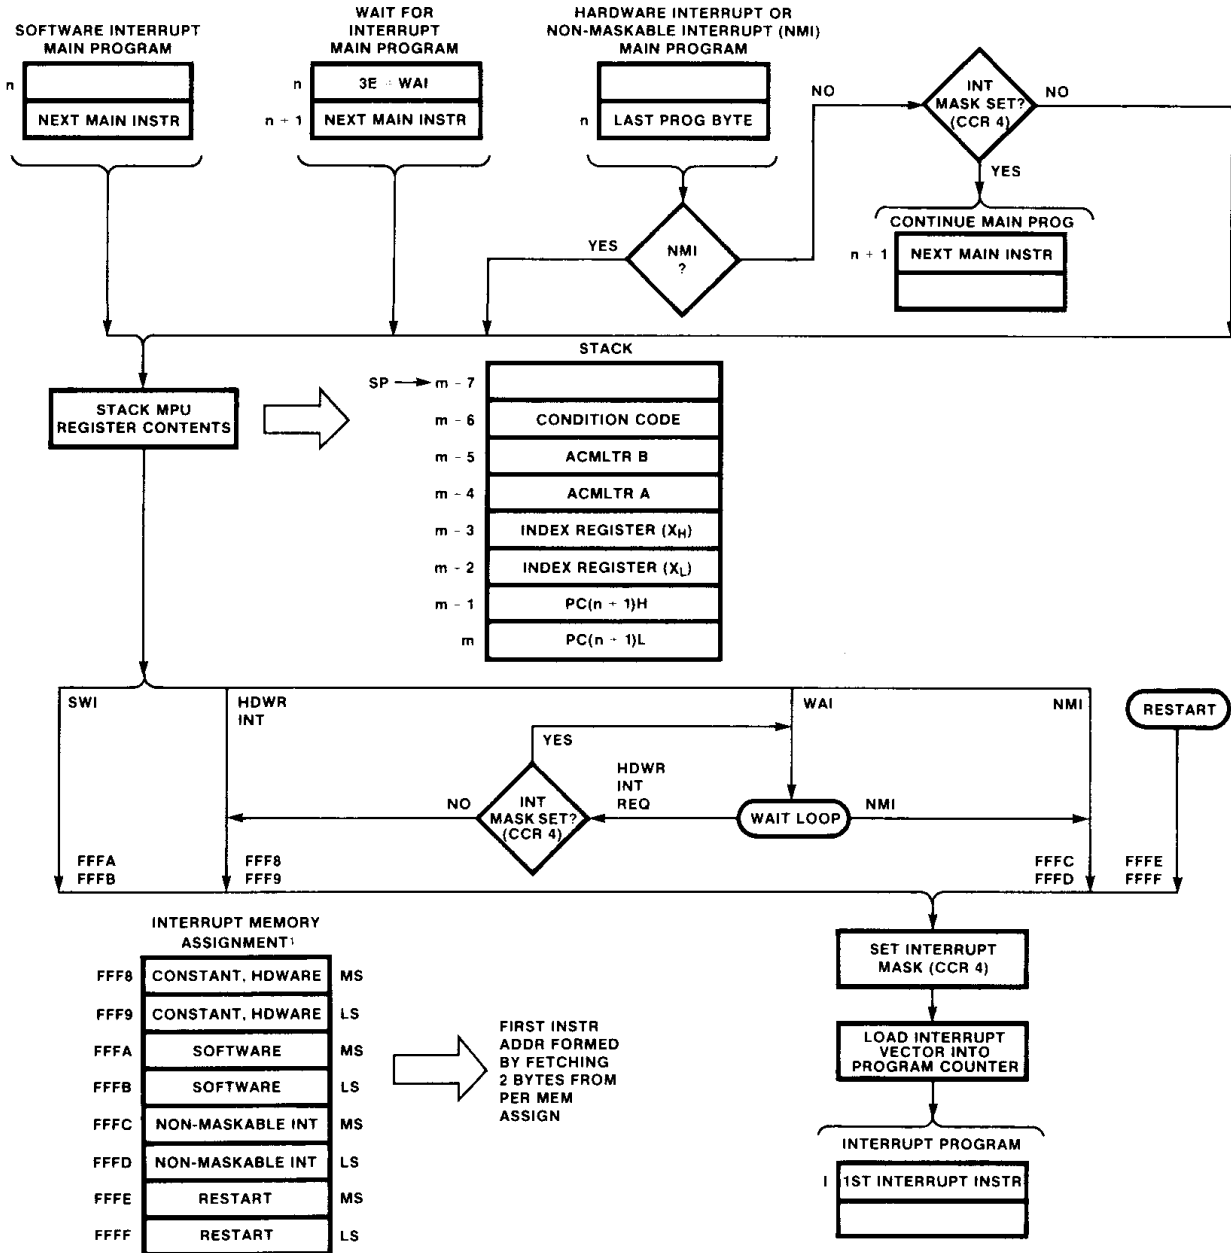 SOFTWARE INTERRUPT
MAIN PROGRAM
n
NEXT MAIN INSTR
WAIT FOR
INTERRUPT
MAIN PROGRAM
n 3E = WAI
n + 1 NEXT MAIN INSTR
HARDWARE INTERRUPT OR
NON-MASKABLE INTERRUPT (NMI)
MAIN PROGRAM
n LAST PROG BYTE
NO
INT
MASK SET?
(CCR 4)
NO
YES
CONTINUE MAIN PROG
n + 1 NEXT MAIN INSTR
YES
NMI
?
STACK
STACK MPU
REGISTER CONTENTS
SP m - 7
m - 6 CONDITION CODE
m - 5 ACMLTR B
m - 4 ACMLTR A
m - 3 INDEX REGISTER (XH)
m - 2 INDEX REGISTER (XL)
m - 1 PC(n + 1)H
m PC(n + 1)L
SWI
HDWR
INT
WAI
NMI
RESTART
YES
HDWR
INT
REQ
NO
INT
MASK SET?
(CCR 4)
WAIT LOOP
NMI
FFFA
FFFB
FFF8
FFF9
FFFC
FFFD
FFFE
FFFF
INTERRUPT MEMORY
ASSIGNMENT1
FFF8 CONSTANT, HDWARE MS
FFF9 CONSTANT, HDWARE LS
FFFA SOFTWARE MS
FFFB SOFTWARE LS
FFFC NON-MASKABLE INT MS
FFFD NON-MASKABLE INT LS
FFFE RESTART MS
FFFF RESTART LS
FIRST INSTR
ADDR FORMED
BY FETCHING
2 BYTES FROM
PER MEM
ASSIGN
SET INTERRUPT
MASK (CCR 4)
LOAD INTERRUPT
VECTOR INTO
PROGRAM COUNTER
INTERRUPT PROGRAM
I 1ST INTERRUPT INSTR